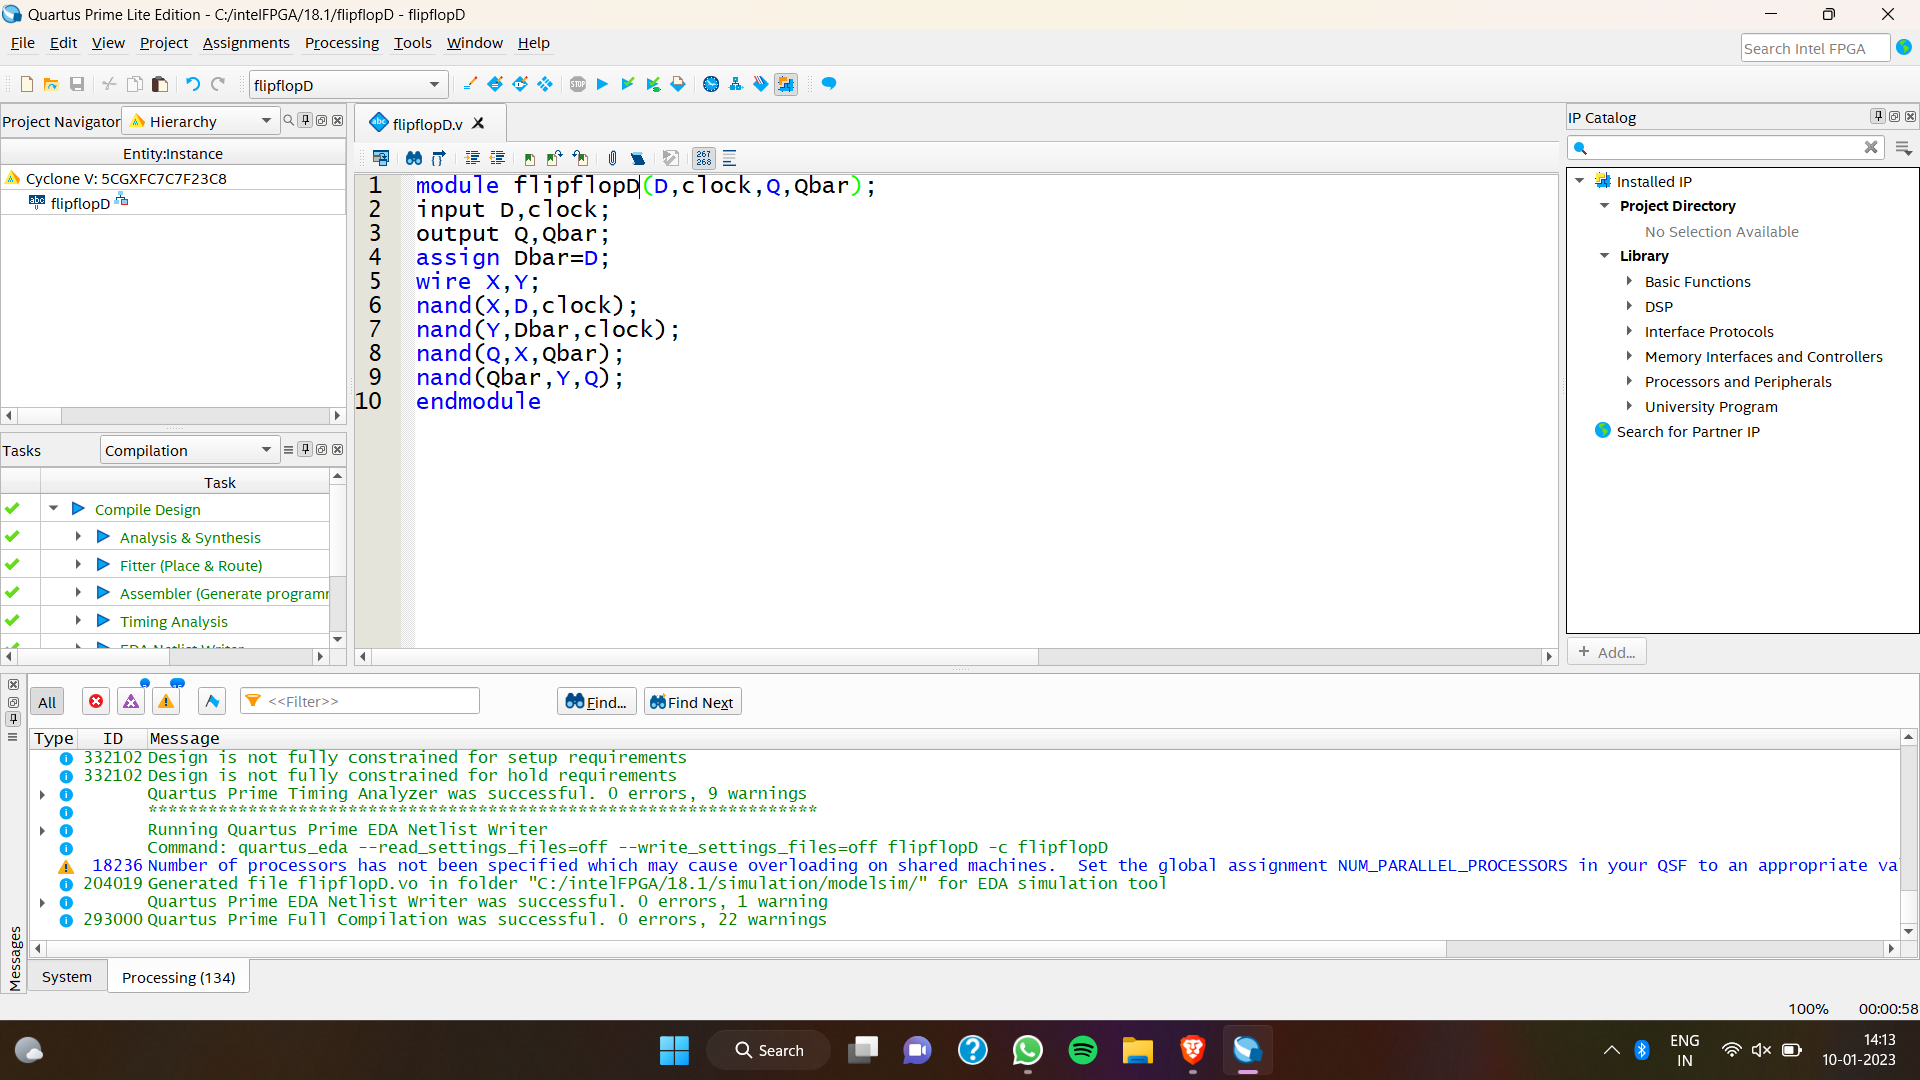 Quartus Prime Lite Edition - C:/intelFPGA/18.1/flipflopD - flipflopD
File Edit View Project Assignments Processing Tools Window Help
Search Intel FPGA
flipflopD
STOP
Project Navigator Hierarchy
Entity:Instance
Cyclone V: 5CGXFC7C7F23C8
abc flipflopD
Tasks Compilation
Task
Compile Design
Analysis & Synthesis
Fitter (Place & Route)
Assembler (Generate programm
Timing Analysis
EDA Netlist Writer
abc flipflopD.v
267
268
1 module flipflopD(D,clock,Q,Qbar);
2 input D,clock;
3 output Q,Qbar;
4 assign Dbar=D;
5 wire X,Y;
6 nand(X,D,clock);
7 nand(Y,Dbar,clock);
8 nand(Q,X,Qbar);
9 nand(Qbar,Y,Q);
10 endmodule
IP Catalog
Installed IP
Project Directory
No Selection Available
Library
Basic Functions
DSP
Interface Protocols
Memory Interfaces and Controllers
Processors and Peripherals
University Program
Search for Partner IP
+ Add...
All <<Filter>> Find... Find Next
Type ID Message
332102 Design is not fully constrained for setup requirements
332102 Design is not fully constrained for hold requirements
Quartus Prime Timing Analyzer was successful. 0 errors, 9 warnings
*******************************************************************
Running Quartus Prime EDA Netlist Writer
Command: quartus_eda --read_settings_files=off --write_settings_files=off flipflopD -c flipflopD
18236 Number of processors has not been specified which may cause overloading on shared machines.  Set the global assignment NUM_PARALLEL_PROCESSORS in your QSF to an appropriate va
204019 Generated file flipflopD.vo in folder "C:/intelFPGA/18.1/simulation/modelsim/" for EDA simulation tool
Quartus Prime EDA Netlist Writer was successful. 0 errors, 1 warning
293000 Quartus Prime Full Compilation was successful. 0 errors, 22 warnings
Messages
System Processing (134)
100% 00:00:58
Search
ENG
IN
14:13
10-01-2023